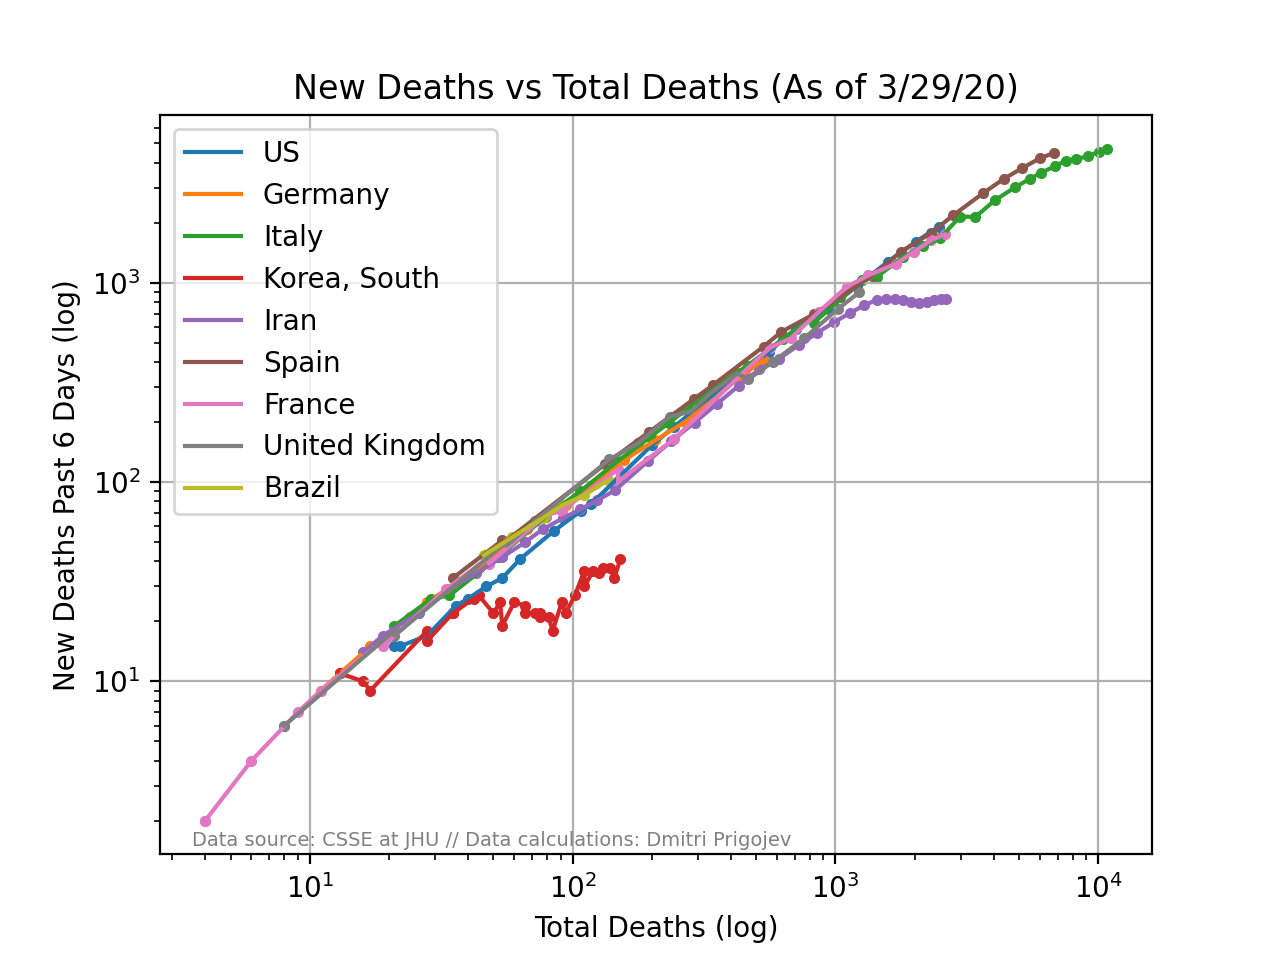 New Deaths vs Total Deaths (As of 3/29/20)
US
Germany
Italy
Korea, South
Iran
Spain
France
United Kingdom
Brazil
New Deaths Past 6 Days (log)
10³
10²
10¹
Data source: CSSE at JHU // Data calculations: Dmitri Prigojev
10¹ 10² 10³ 10⁴
Total Deaths (log)